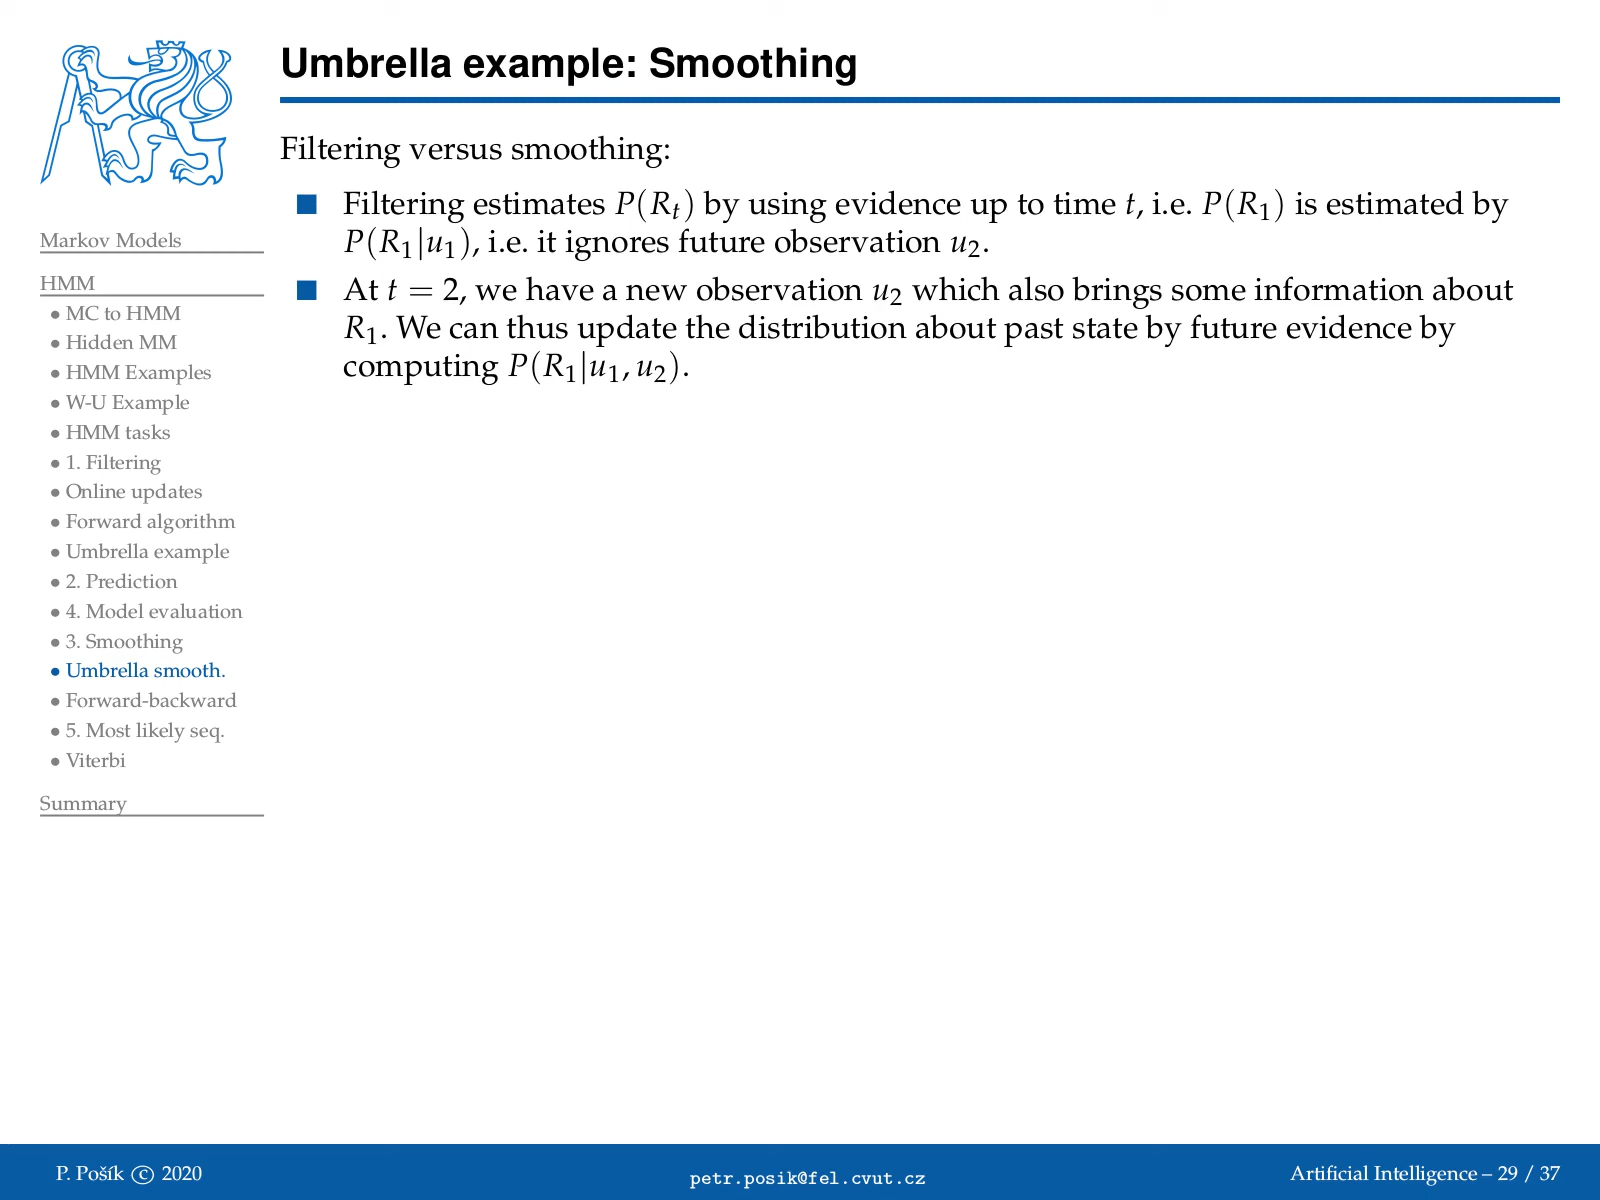 Umbrella example: Smoothing
Markov Models
HMM
• MC to HMM
• Hidden MM
• HMM Examples
• W-U Example
• HMM tasks
• 1. Filtering
• Online updates
• Forward algorithm
• Umbrella example
• 2. Prediction
• 4. Model evaluation
• 3. Smoothing
• Umbrella smooth.
• Forward-backward
• 5. Most likely seq.
• Viterbi
Summary
Filtering versus smoothing:
■ Filtering estimates P(R_t) by using evidence up to time t, i.e. P(R_1) is estimated by
P(R_1|u_1), i.e. it ignores future observation u_2.
■ At t = 2, we have a new observation u_2 which also brings some information about
R_1. We can thus update the distribution about past state by future evidence by
computing P(R_1|u_1, u_2).
P. Pošík © 2020
petr.posik@fel.cvut.cz
Artificial Intelligence – 29 / 37